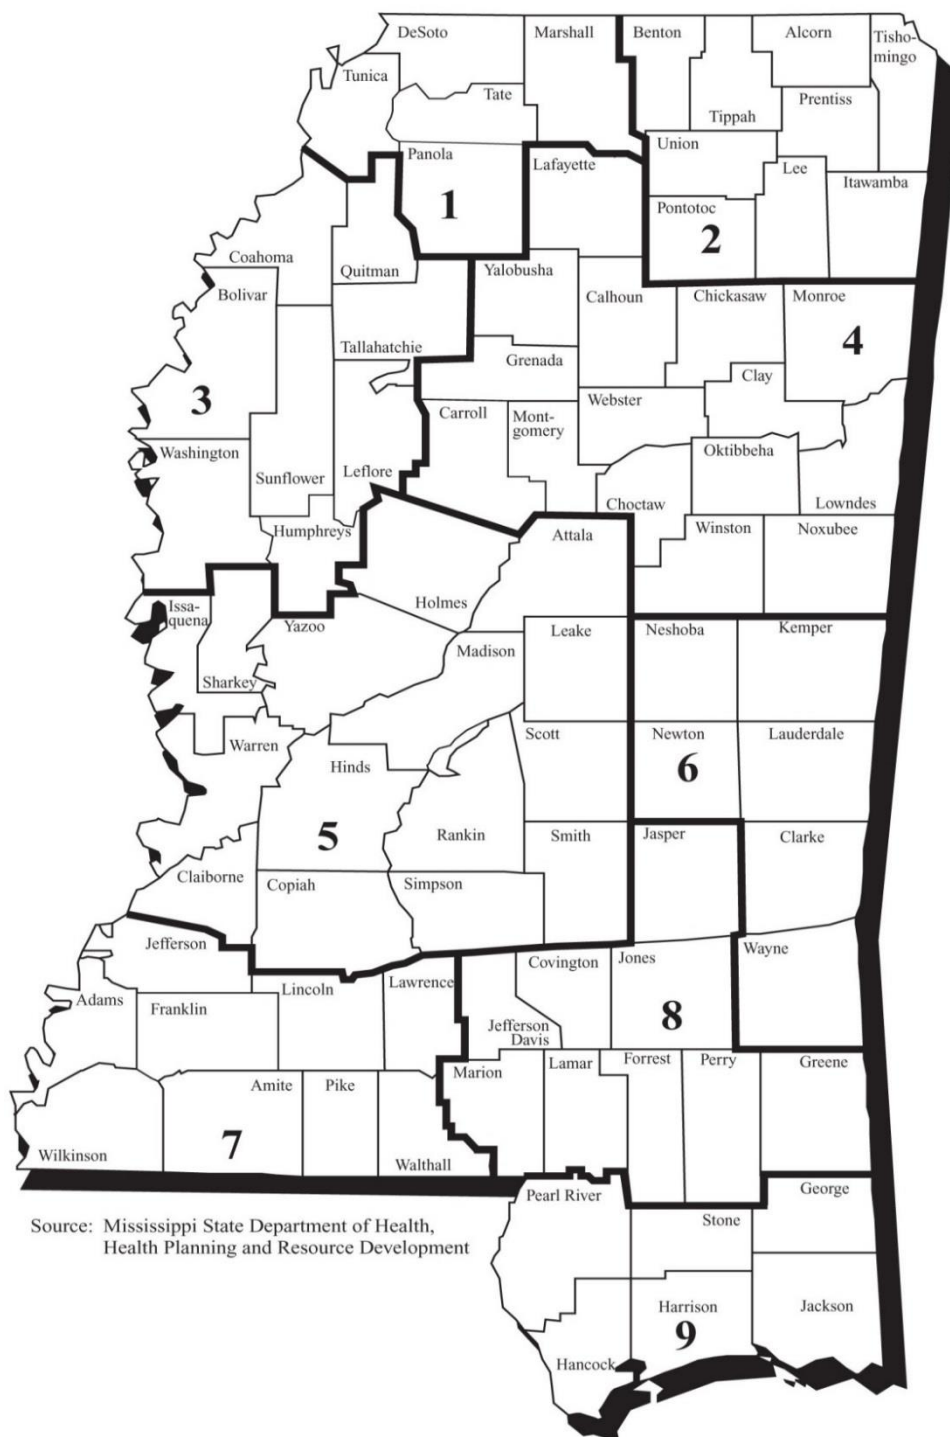 DeSoto
Marshall
Benton
Alcorn
Tisho-
mingo
Tunica
Tate
Tippah
Prentiss
Panola
Lafayette
Union
Lee
Itawamba
1
Pontotoc
2
Coahoma
Quitman
Yalobusha
Bolivar
Calhoun
Chickasaw
Monroe
Tallahatchie
Grenada
4
3
Clay
Carroll
Mont-
gomery
Webster
Washington
Sunflower
Leflore
Oktibbeha
Choctaw
Lowndes
Humphreys
Attala
Winston
Noxubee
Issa-
quena
Yazoo
Holmes
Leake
Neshoba
Kemper
Madison
Sharkey
Warren
Scott
Newton
Lauderdale
Hinds
6
5
Rankin
Smith
Jasper
Clarke
Claiborne
Copiah
Simpson
Jefferson
Covington
Jones
Wayne
Adams
Franklin
Lincoln
Lawrence
Jefferson
Davis
8
Amite
Pike
Marion
Lamar
Forrest
Perry
Greene
7
Wilkinson
Walthall
Pearl River
George
Source: Mississippi State Department of Health,
Health Planning and Resource Development
Stone
Harrison
Jackson
9
Hancock